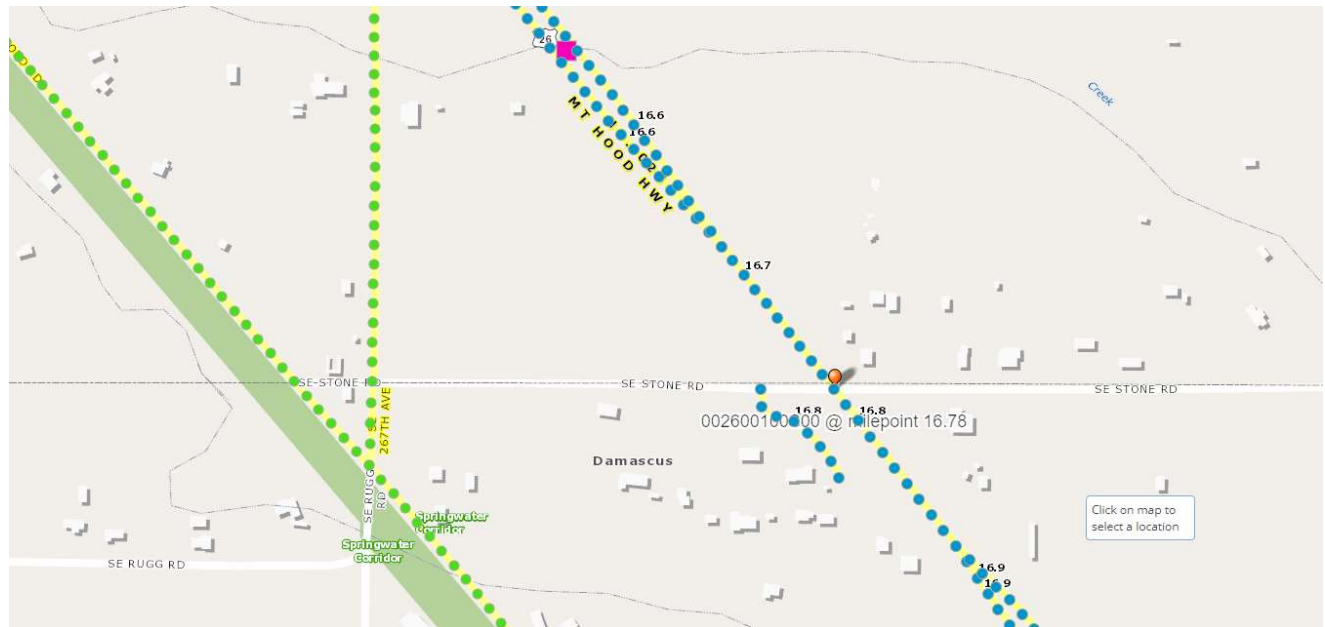 26
Creek
16.6
16.6
MT HOOD HWY
16.7
SE STONE RD
SE STONE RD
SE STONE RD
16.8
16.8
002600100000 @ milepoint 16.78
SE
267TH AVE
Damascus
SE RUGG
RD
Springwater
Corridor
Springwater
Corridor
SE RUGG RD
Click on map to
select a location
16.9
16.9